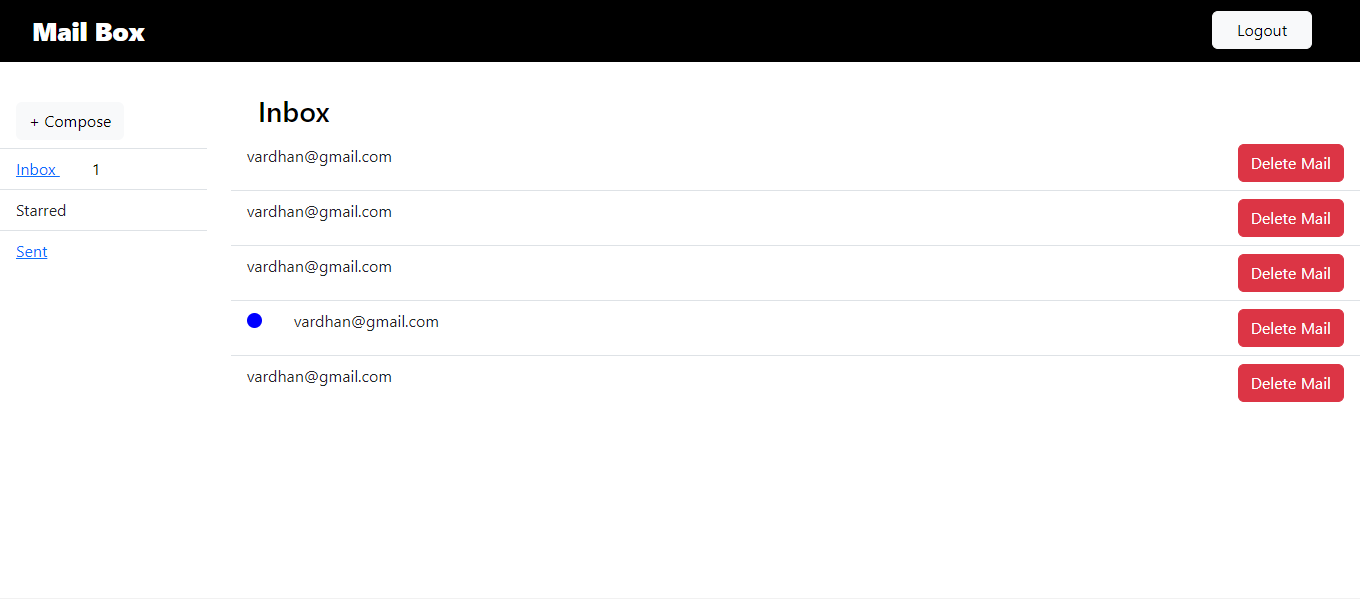 Mail Box
Logout
+ Compose
Inbox 1
Starred
Sent
Inbox
vardhan@gmail.com Delete Mail
vardhan@gmail.com Delete Mail
vardhan@gmail.com Delete Mail
vardhan@gmail.com Delete Mail
vardhan@gmail.com Delete Mail